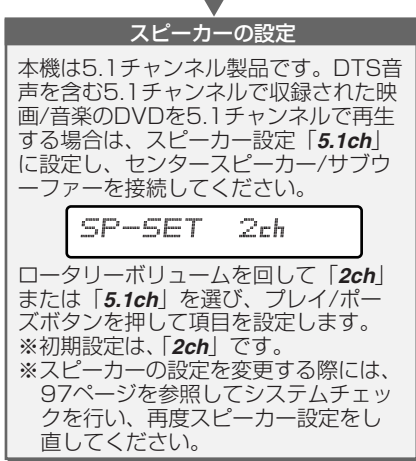 スピーカーの設定
本機は5.1チャンネル製品です。DTS音
声を含む5.1チャンネルで収録された映
画/音楽のDVDを5.1チャンネルで再生
する場合は、スピーカー設定「5.1ch」
に設定し、センタースピーカー/サブウ
ーファーを接続してください。
SP-SET 2ch
ロータリーボリュームを回して「2ch」
または「5.1ch」を選び、プレイ/ポー
ズボタンを押して項目を設定します。
※初期設定は、「2ch」です。
※スピーカーの設定を変更する際には、
97ページを参照してシステムチェッ
クを行い、再度スピーカー設定をし
直してください。